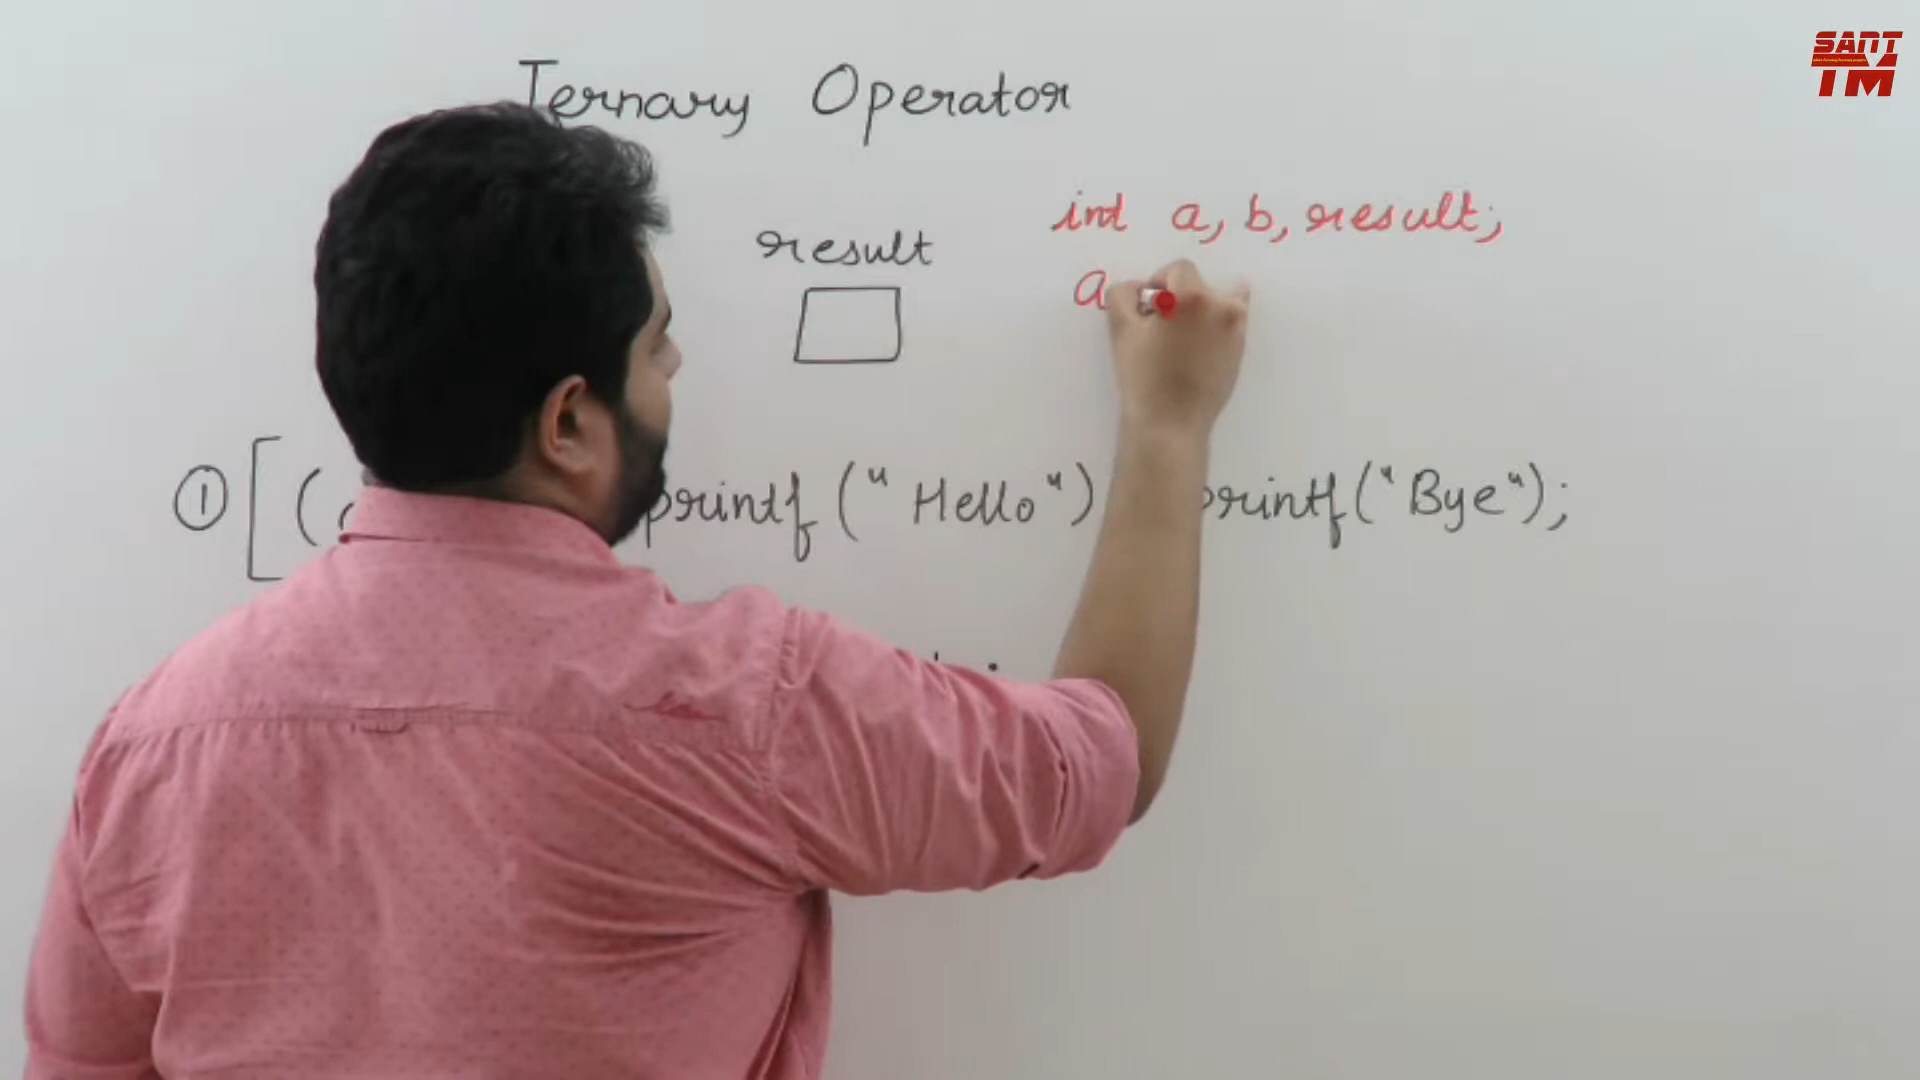 SANT
TM
Ternary Operator
int a, b, result;
result
a
① [ ( printf ("Hello") printf("Bye");